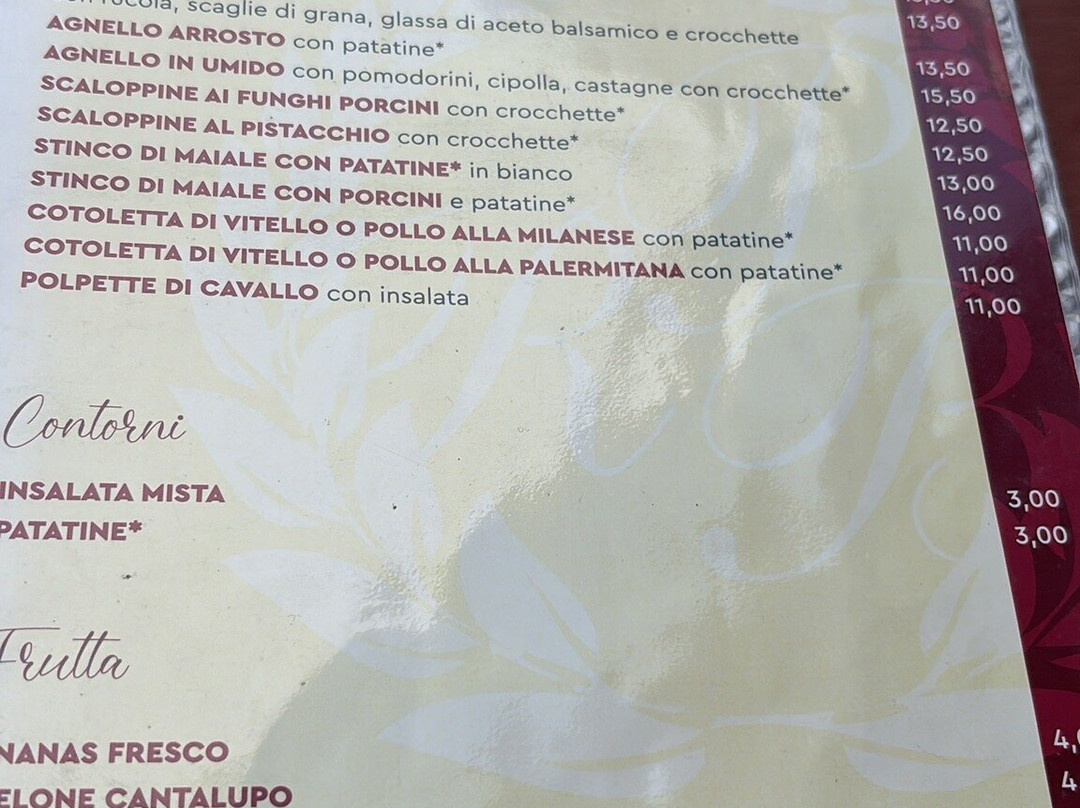 rucola, scaglie di grana, glassa di aceto balsamico e crocchette 13,50
AGNELLO ARROSTO con patatine* 13,50
AGNELLO IN UMIDO con pomodorini, cipolla, castagne con crocchette* 15,50
SCALOPPINE AI FUNGHI PORCINI con crocchette* 12,50
SCALOPPINE AL PISTACCHIO con crocchette* 12,50
STINCO DI MAIALE CON PATATINE* in bianco 13,00
STINCO DI MAIALE CON PORCINI e patatine* 16,00
COTOLETTA DI VITELLO O POLLO ALLA MILANESE con patatine* 11,00
COTOLETTA DI VITELLO O POLLO ALLA PALERMITANA con patatine* 11,00
POLPETTE DI CAVALLO con insalata 11,00
Contorni
INSALATA MISTA 3,00
PATATINE* 3,00
Frutta
NANAS FRESCO 4,
ELONE CANTALUPO 4